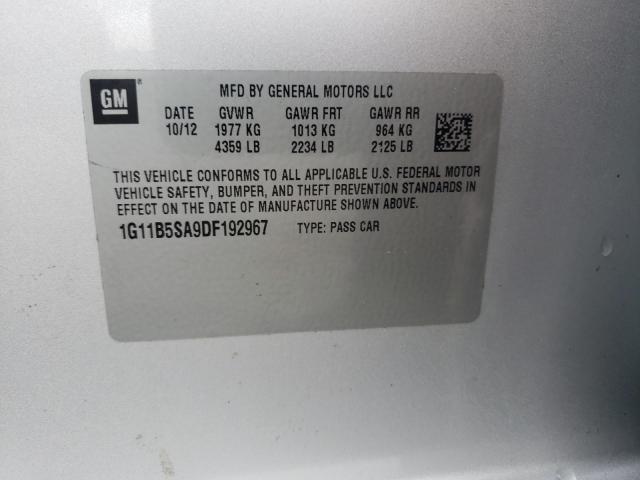 GM ®
MFD BY GENERAL MOTORS LLC
DATE GVWR GAWR FRT GAWR RR
10/12 1977 KG 1013 KG 964 KG
4359 LB 2234 LB 2125 LB
THIS VEHICLE CONFORMS TO ALL APPLICABLE U.S. FEDERAL MOTOR
VEHICLE SAFETY, BUMPER, AND THEFT PREVENTION STANDARDS IN
EFFECT ON THE DATE OF MANUFACTURE SHOWN ABOVE.
1G11B5SA9DF192967 TYPE: PASS CAR